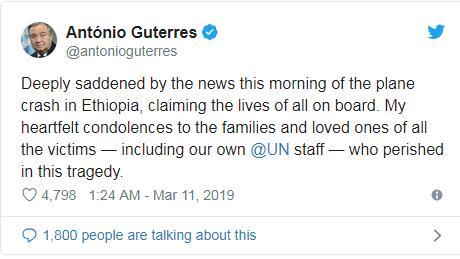 António Guterres
@antonioguterres
Deeply saddened by the news this morning of the plane
crash in Ethiopia, claiming the lives of all on board. My
heartfelt condolences to the families and loved ones of all
the victims — including our own @UN staff — who perished
in this tragedy.
4,798 1:24 AM - Mar 11, 2019
1,800 people are talking about this